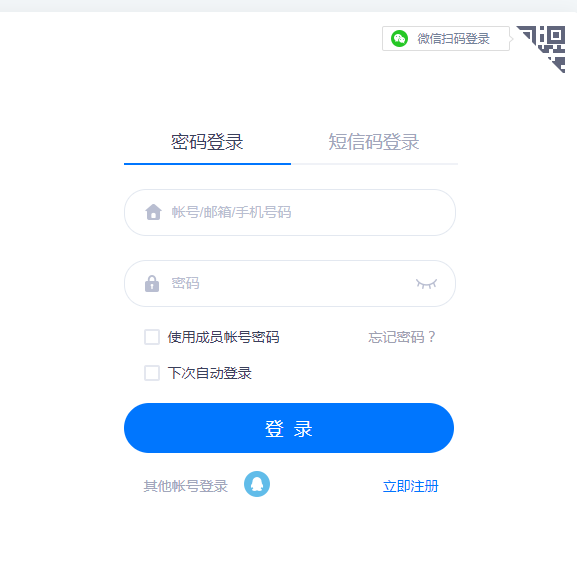 微信扫码登录
密码登录 短信码登录
帐号/邮箱/手机号码
密码
使用成员帐号密码 忘记密码？
下次自动登录
登 录
其他帐号登录 立即注册